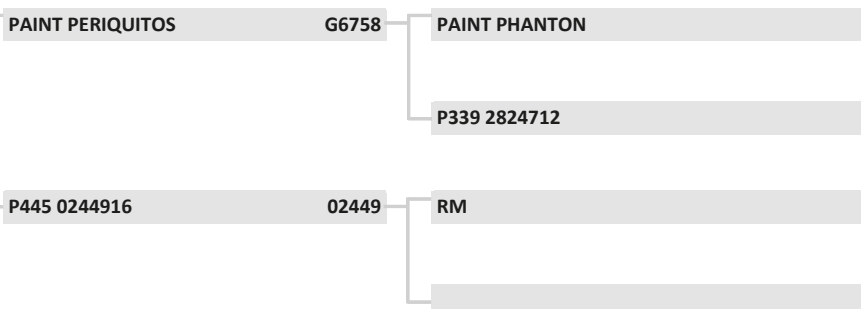 PAINT PERIQUITOS G6758 PAINT PHANTON
P339 2824712
P445 0244916 02449 RM